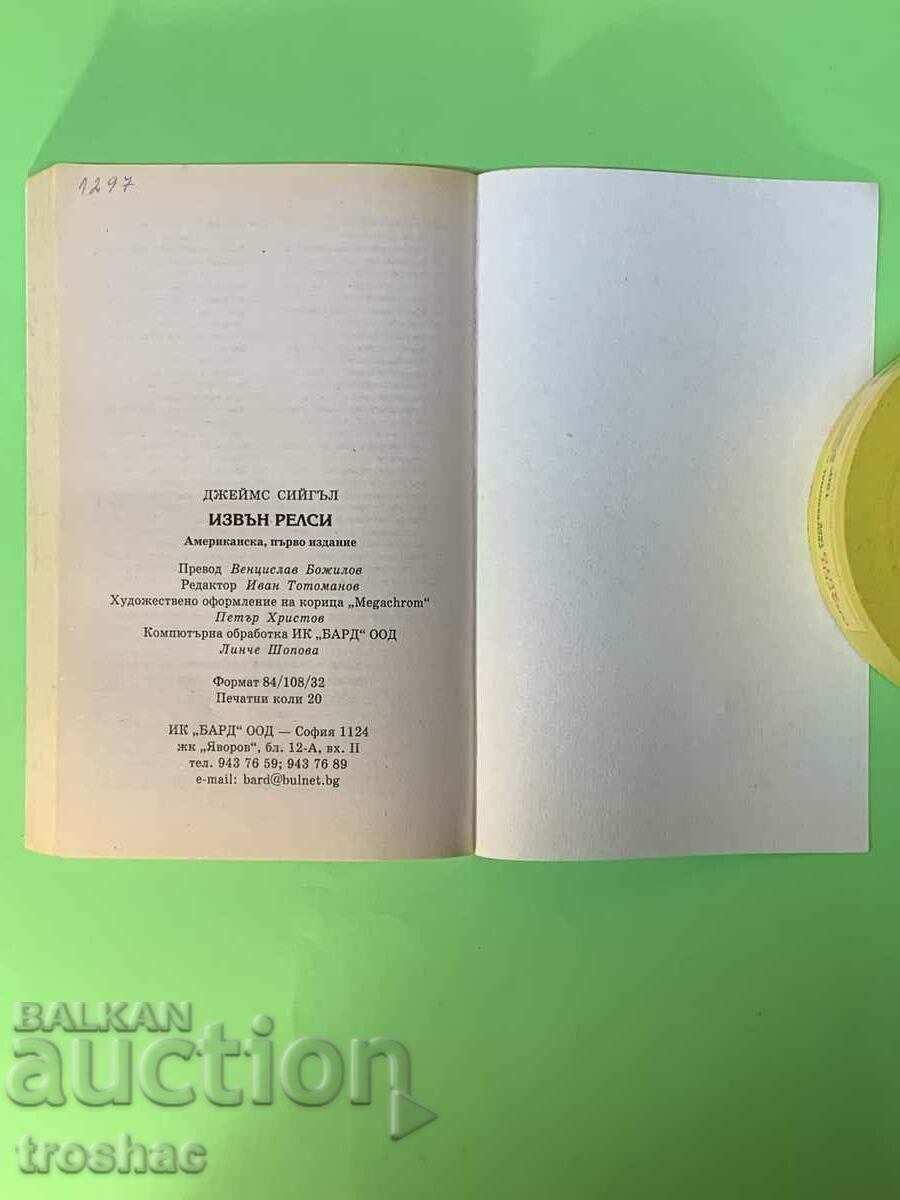 1297
ДЖЕЙМС СИЙГЪЛ
ИЗВЪН РЕЛСИ
Американска, първо издание
Превод Венцислав Божилов
Редактор Иван Тотоманов
Художествено оформление на корица „Megachrom“
Петър Христов
Компютърна обработка ИК „БАРД“ ООД
Линче Шопова
Формат 84/108/32
Печатни коли 20
ИК „БАРД“ ООД — София 1124
жк „Яворов“, бл. 12-А, вх. II
тел. 943 76 59; 943 76 89
e-mail: bard@bulnet.bg
BALKAN
auction
troshac